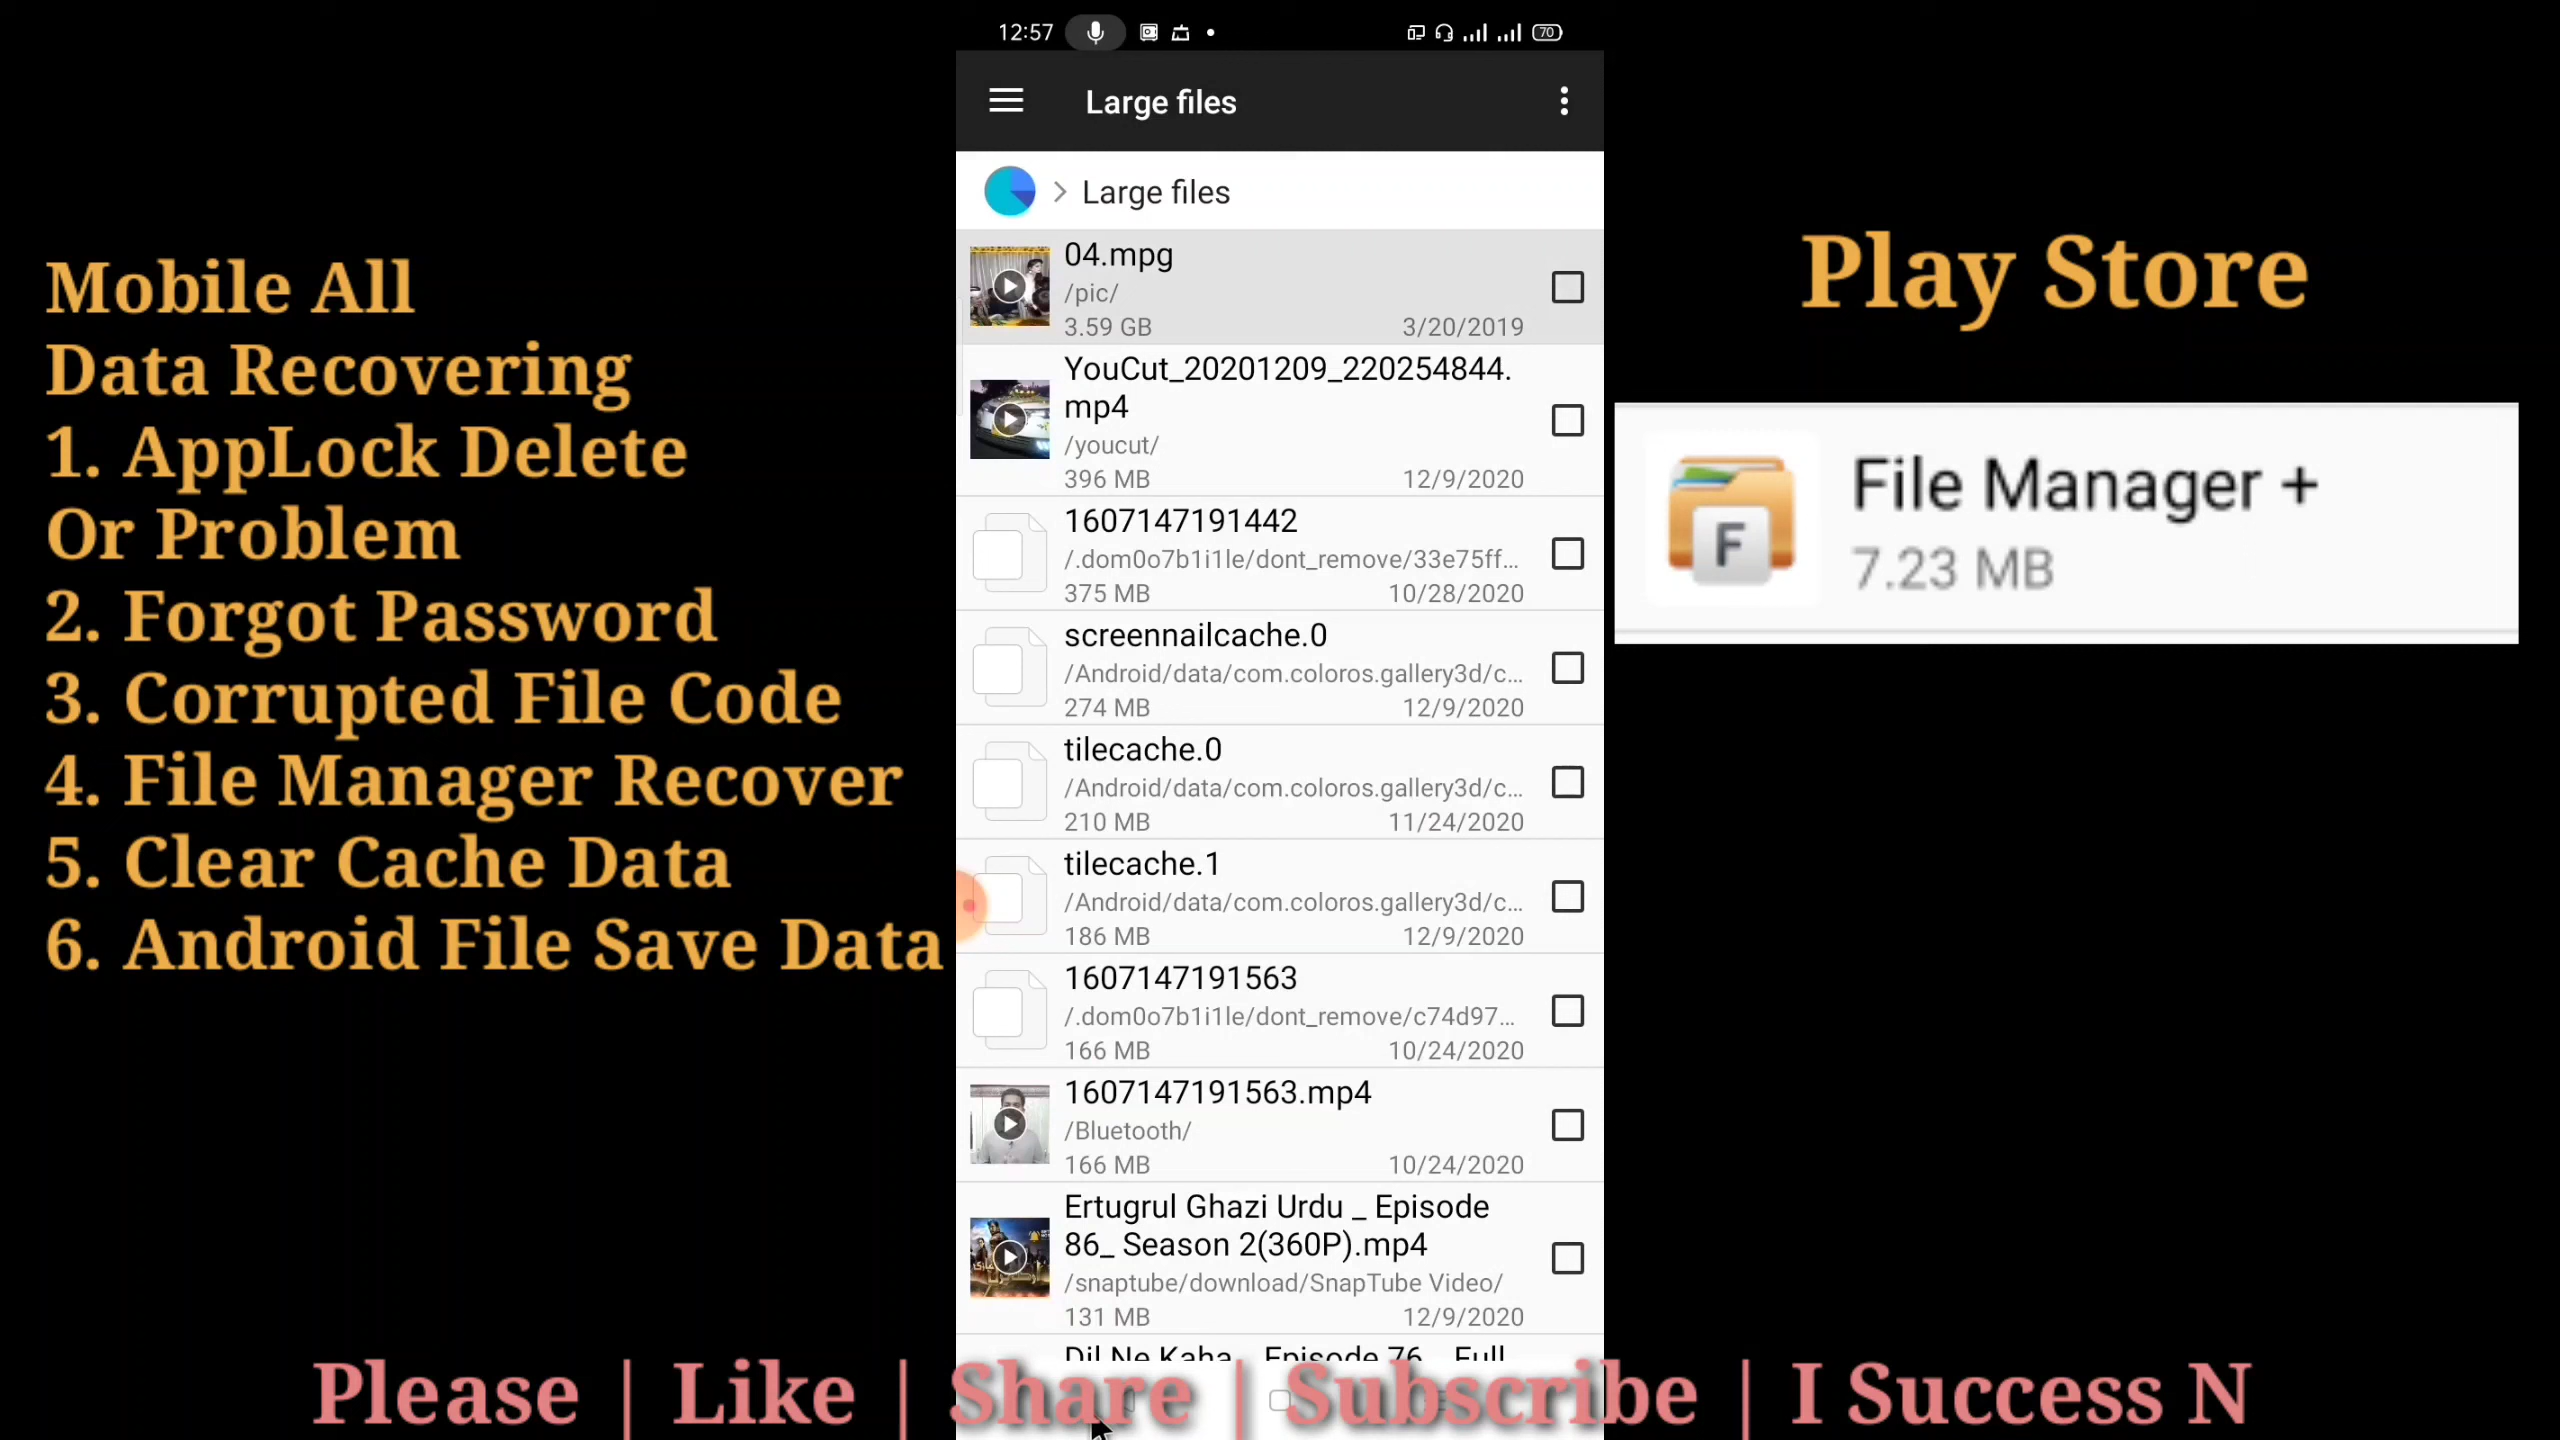 Mobile All
Data Recovering
1. AppLock Delete
Or Problem
2. Forgot Password
3. Corrupted File Code
4. File Manager Recover
5. Clear Cache Data
6. Android File Save Data
12:57
70
Large files
Large files
04.mpg
/pic/
3.59 GB 3/20/2019
YouCut_20201209_220254844.
mp4
/youcut/
396 MB 12/9/2020
1607147191442
/.dom0o7b1i1le/dont_remove/33e75ff...
375 MB 10/28/2020
screennailcache.0
/Android/data/com.coloros.gallery3d/c...
274 MB 12/9/2020
tilecache.0
/Android/data/com.coloros.gallery3d/c...
210 MB 11/24/2020
tilecache.1
/Android/data/com.coloros.gallery3d/c...
186 MB 12/9/2020
1607147191563
/.dom0o7b1i1le/dont_remove/c74d97...
166 MB 10/24/2020
1607147191563.mp4
/Bluetooth/
166 MB 10/24/2020
Ertugrul Ghazi Urdu _ Episode
86_ Season 2(360P).mp4
/snaptube/download/SnapTube Video/
131 MB 12/9/2020
Dil Ne Kaha _ Episode 76 _ Full
Play Store
File Manager +
7.23 MB
F
Please | Like | Share | Subscribe | I Success N